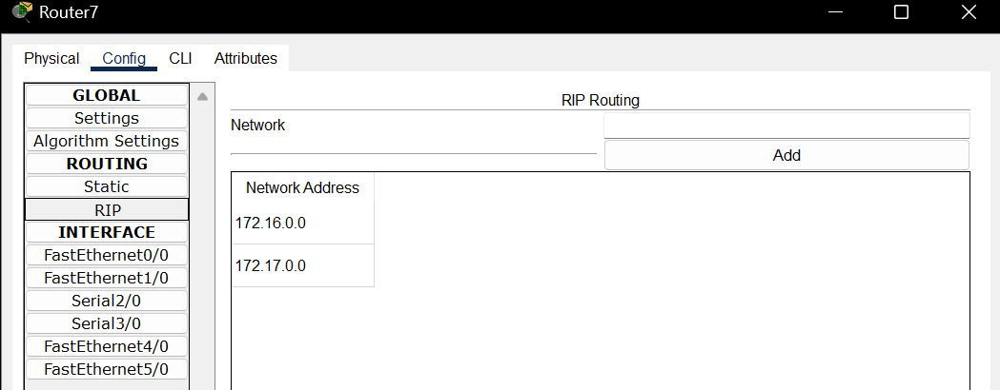 Router7
Physical Config CLI Attributes
GLOBAL
Settings
Algorithm Settings
ROUTING
Static
RIP
INTERFACE
FastEthernet0/0
FastEthernet1/0
Serial2/0
Serial3/0
FastEthernet4/0
FastEthernet5/0
RIP Routing
Network
Add
Network Address
172.16.0.0
172.17.0.0